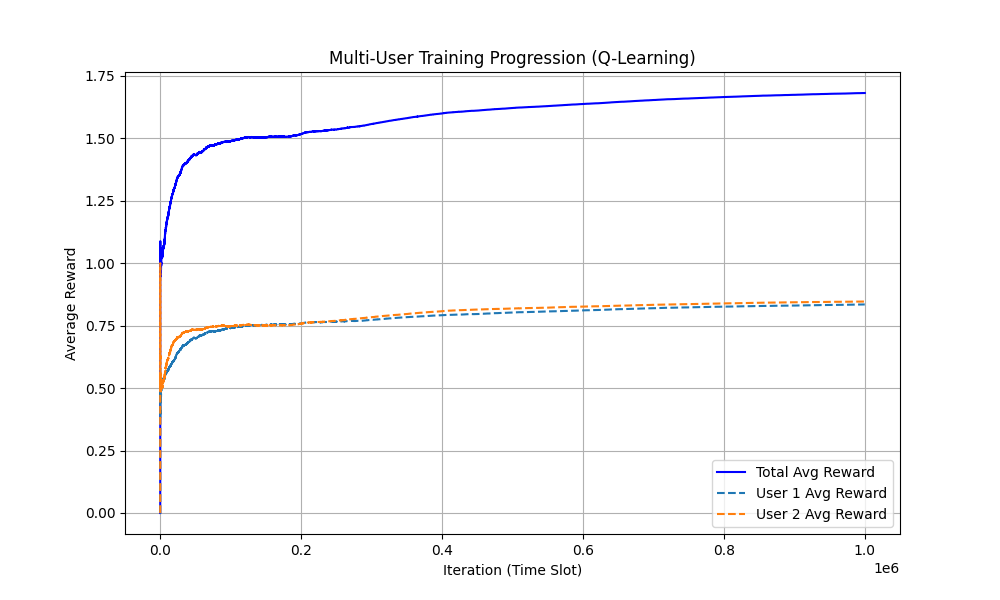 Multi-User Training Progression (Q-Learning)
Average Reward
1.75
1.50
1.25
1.00
0.75
0.50
0.25
0.00
Total Avg Reward
User 1 Avg Reward
User 2 Avg Reward
0.0 0.2 0.4 0.6 0.8 1.0
1e6
Iteration (Time Slot)